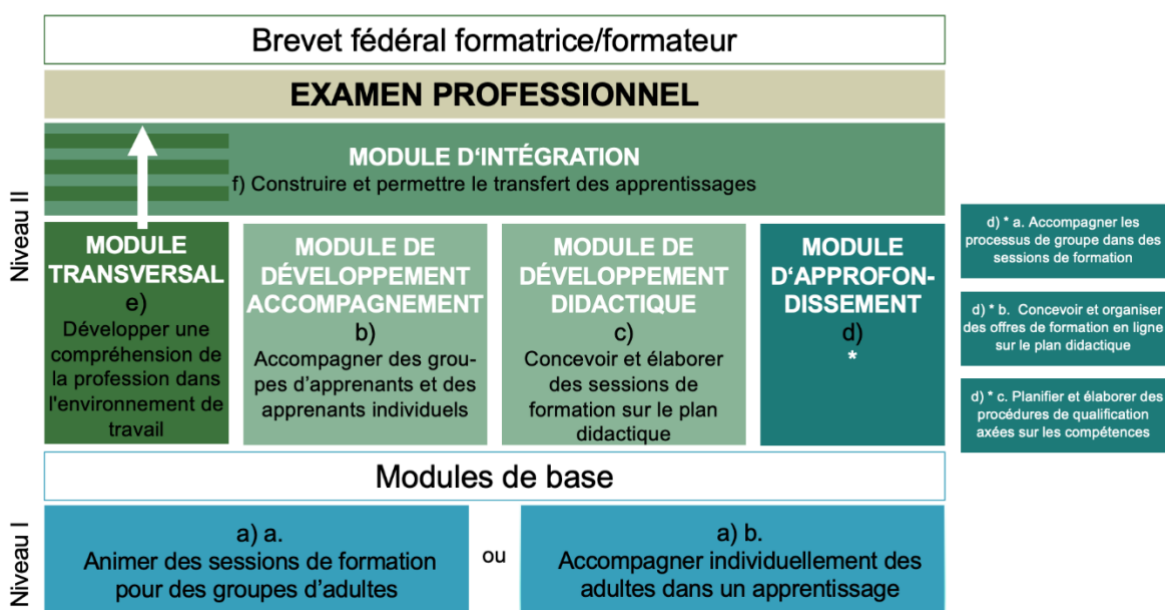 Brevet fédéral formatrice/formateur
EXAMEN PROFESSIONNEL
MODULE D‘INTÉGRATION
f) Construire et permettre le transfert des apprentissages
Niveau II
MODULE
TRANSVERSAL
e)
Développer une
compréhension de
la profession dans
l'environnement de
travail
MODULE DE
DÉVELOPPEMENT
ACCOMPAGNEMENT
b)
Accompagner des grou-
pes d’apprenants et des
apprenants individuels
MODULE DE
DÉVELOPPEMENT
DIDACTIQUE
c)
Concevoir et élaborer
des sessions de
formation sur le plan
didactique
MODULE
D‘APPROFON-
DISSEMENT
d)
*
d) * a. Accompagner les
processus de groupe dans des
sessions de formation
d) * b. Concevoir et organiser
des offres de formation en ligne
sur le plan didactique
d) * c. Planifier et élaborer des
procédures de qualification
axées sur les compétences
Modules de base
Niveau I
a) a.
Animer des sessions de formation
pour des groupes d’adultes
ou
a) b.
Accompagner individuellement des
adultes dans un apprentissage